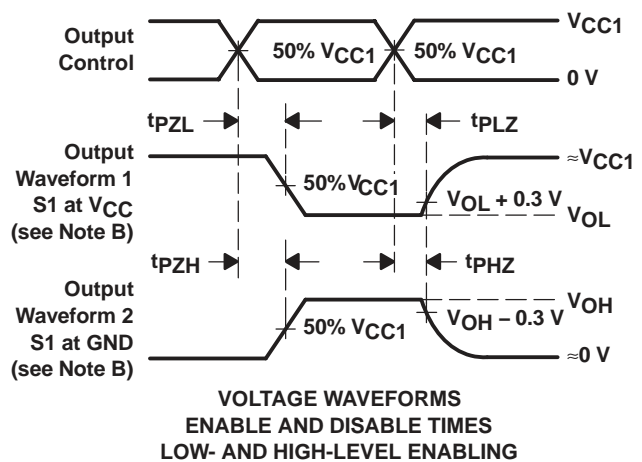 Output
Control
50% VCC1
50% VCC1
VCC1
0 V
tPZL
tPLZ
Output
Waveform 1
S1 at VCC
(see Note B)
50%VCC1
≈VCC1
VOL + 0.3 V
VOL
tPZH
tPHZ
Output
Waveform 2
S1 at GND
(see Note B)
50% VCC1
VOH
VOH − 0.3 V
≈0 V
VOLTAGE WAVEFORMS
ENABLE AND DISABLE TIMES
LOW- AND HIGH-LEVEL ENABLING